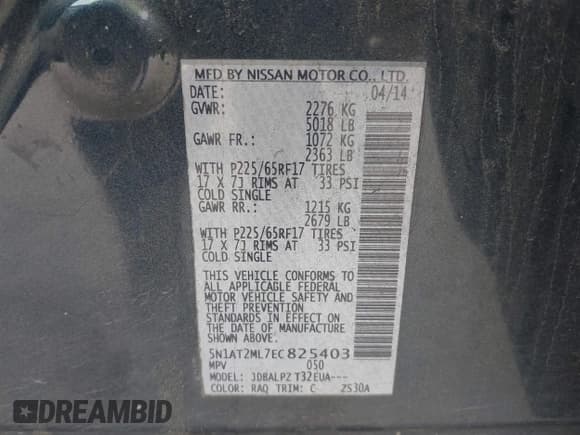 MFD BY NISSAN MOTOR CO., LTD.
DATE: 04/14
GVWR: 2276 KG
5018 LB
GAWR FR.: 1072 KG
2363 LB
WITH P225/65RF17 TIRES
17 X 7J RIMS AT 33 PSI
COLD SINGLE
GAWR RR.: 1215 KG
2679 LB
WITH P225/65RF17 TIRES
17 X 7J RIMS AT 33 PSI
COLD SINGLE
THIS VEHICLE CONFORMS TO
ALL APPLICABLE FEDERAL
MOTOR VEHICLE SAFETY AND
THEFT PREVENTION
STANDARDS IN EFFECT ON
THE DATE OF MANUFACTURE
SHOWN ABOVE.
5N1AT2ML7EC825403
MPV 050
MODEL: JDBALPZ T32EUA---
COLOR: RAQ TRIM: C 2S30A
DREAMBID